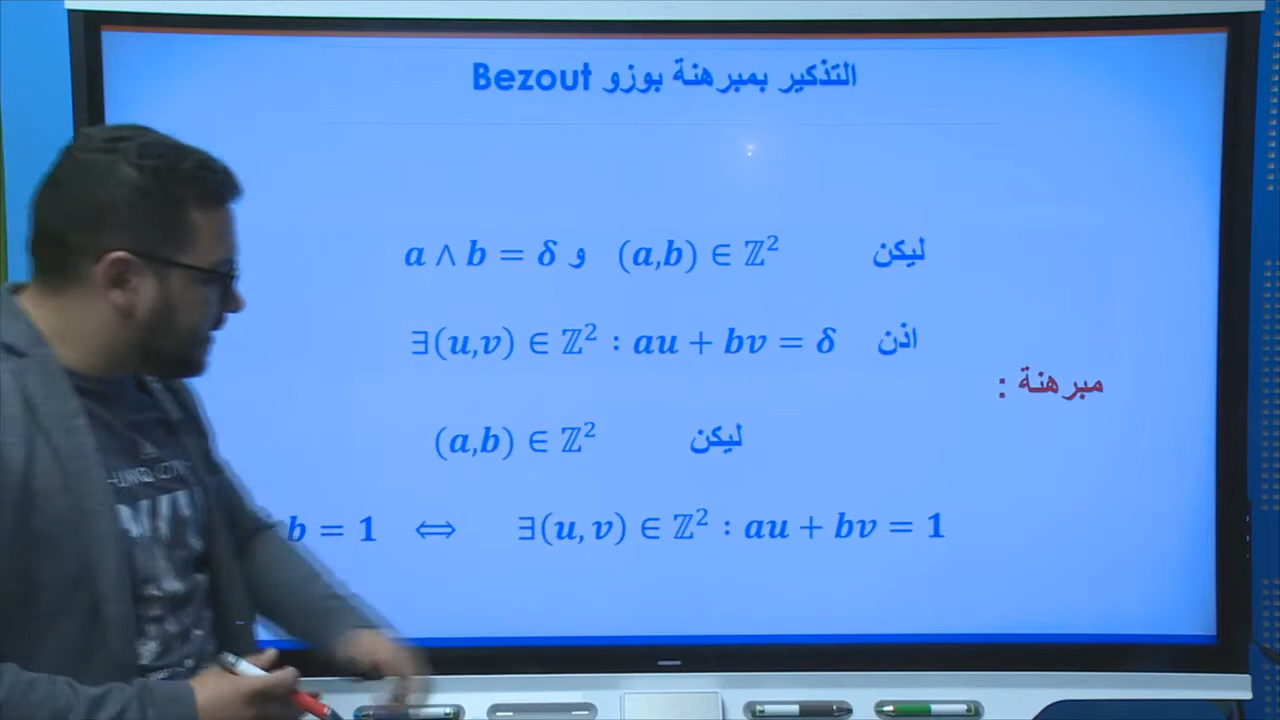 التذكير بمبرهنة بوزو Bezout
ليكن (a,b) ∈ ℤ² و a ∧ b = δ
اذن ∃(u,v) ∈ ℤ² : au + bv = δ
مبرهنة :
ليكن (a,b) ∈ ℤ²
b = 1 ⇔ ∃(u, v) ∈ ℤ² : au + bv = 1